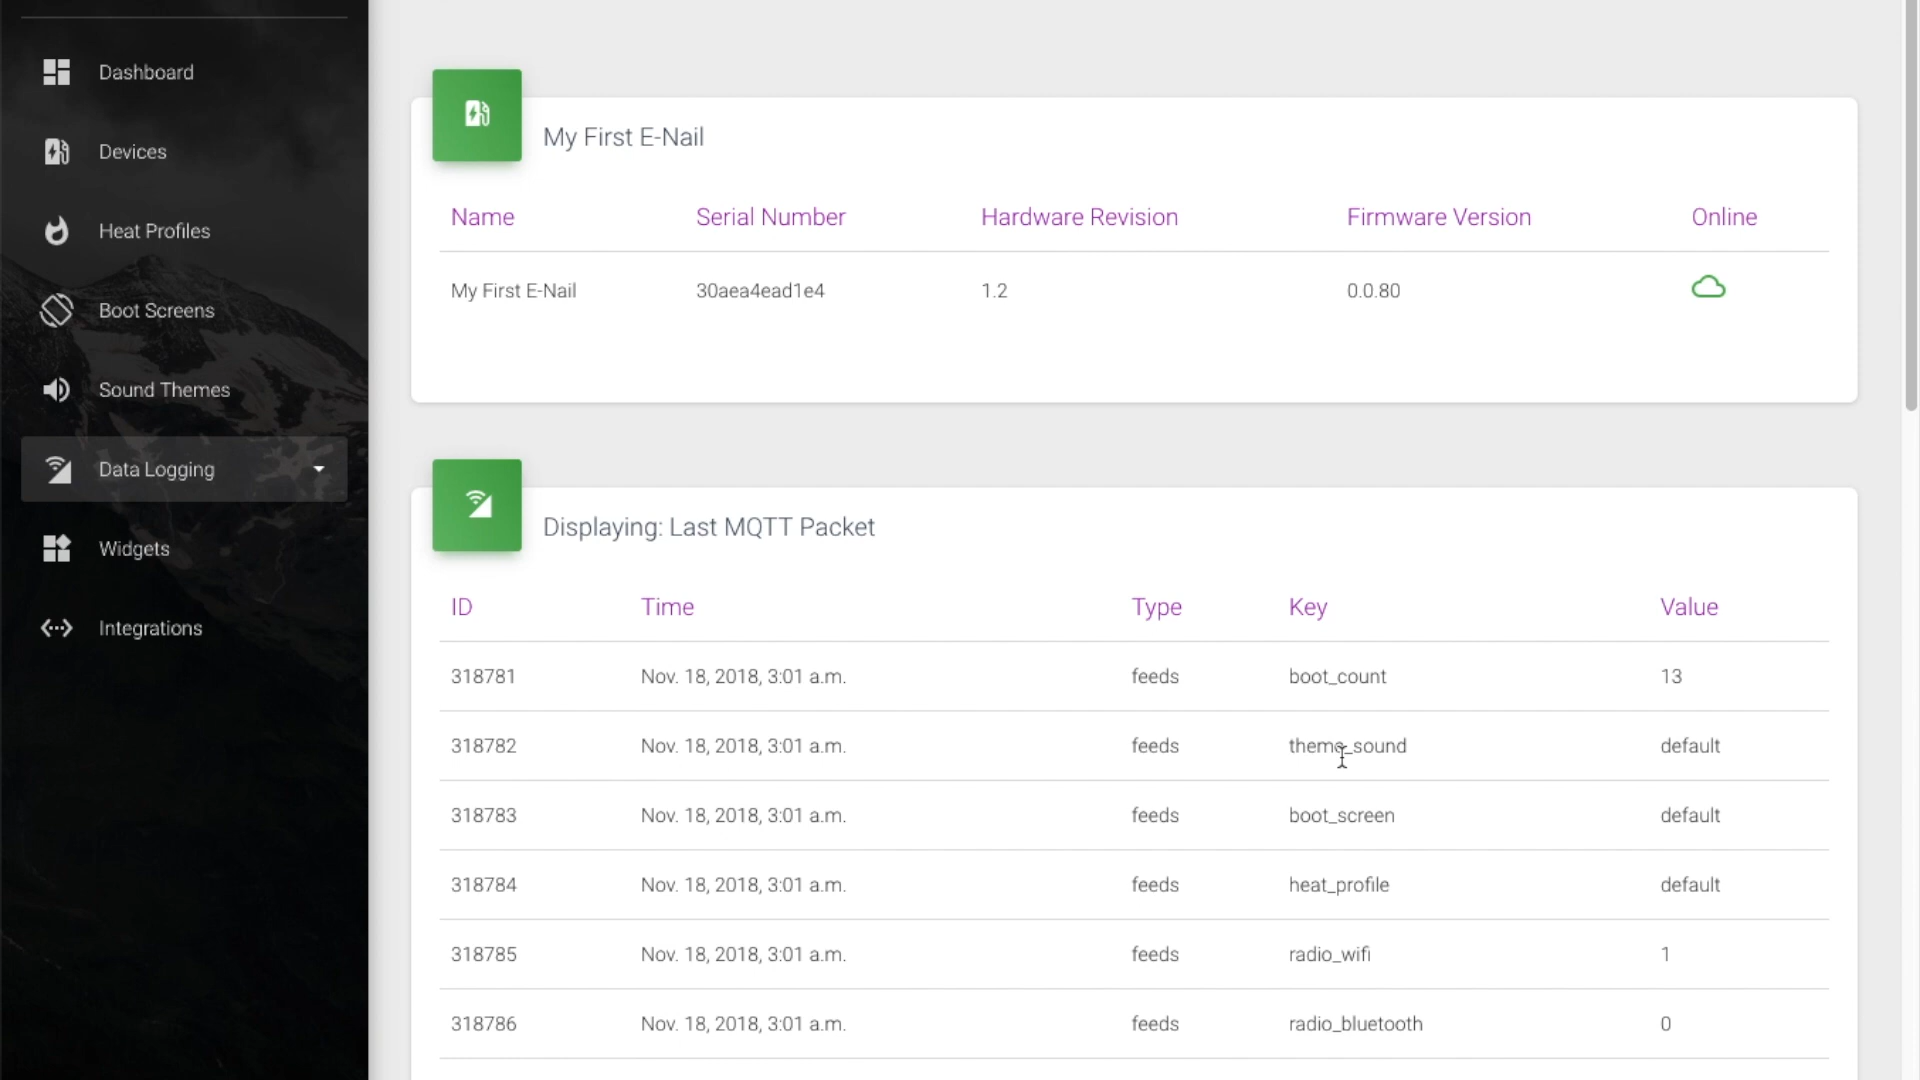 Dashboard
Devices
Heat Profiles
Boot Screens
Sound Themes
Data Logging
Widgets
Integrations
My First E-Nail
Name Serial Number Hardware Revision Firmware Version Online
My First E-Nail 30aea4ead1e4 1.2 0.0.80
Displaying: Last MQTT Packet
ID Time Type Key Value
318781 Nov. 18, 2018, 3:01 a.m. feeds boot_count 13
318782 Nov. 18, 2018, 3:01 a.m. feeds theme_sound default
318783 Nov. 18, 2018, 3:01 a.m. feeds boot_screen default
318784 Nov. 18, 2018, 3:01 a.m. feeds heat_profile default
318785 Nov. 18, 2018, 3:01 a.m. feeds radio_wifi 1
318786 Nov. 18, 2018, 3:01 a.m. feeds radio_bluetooth 0